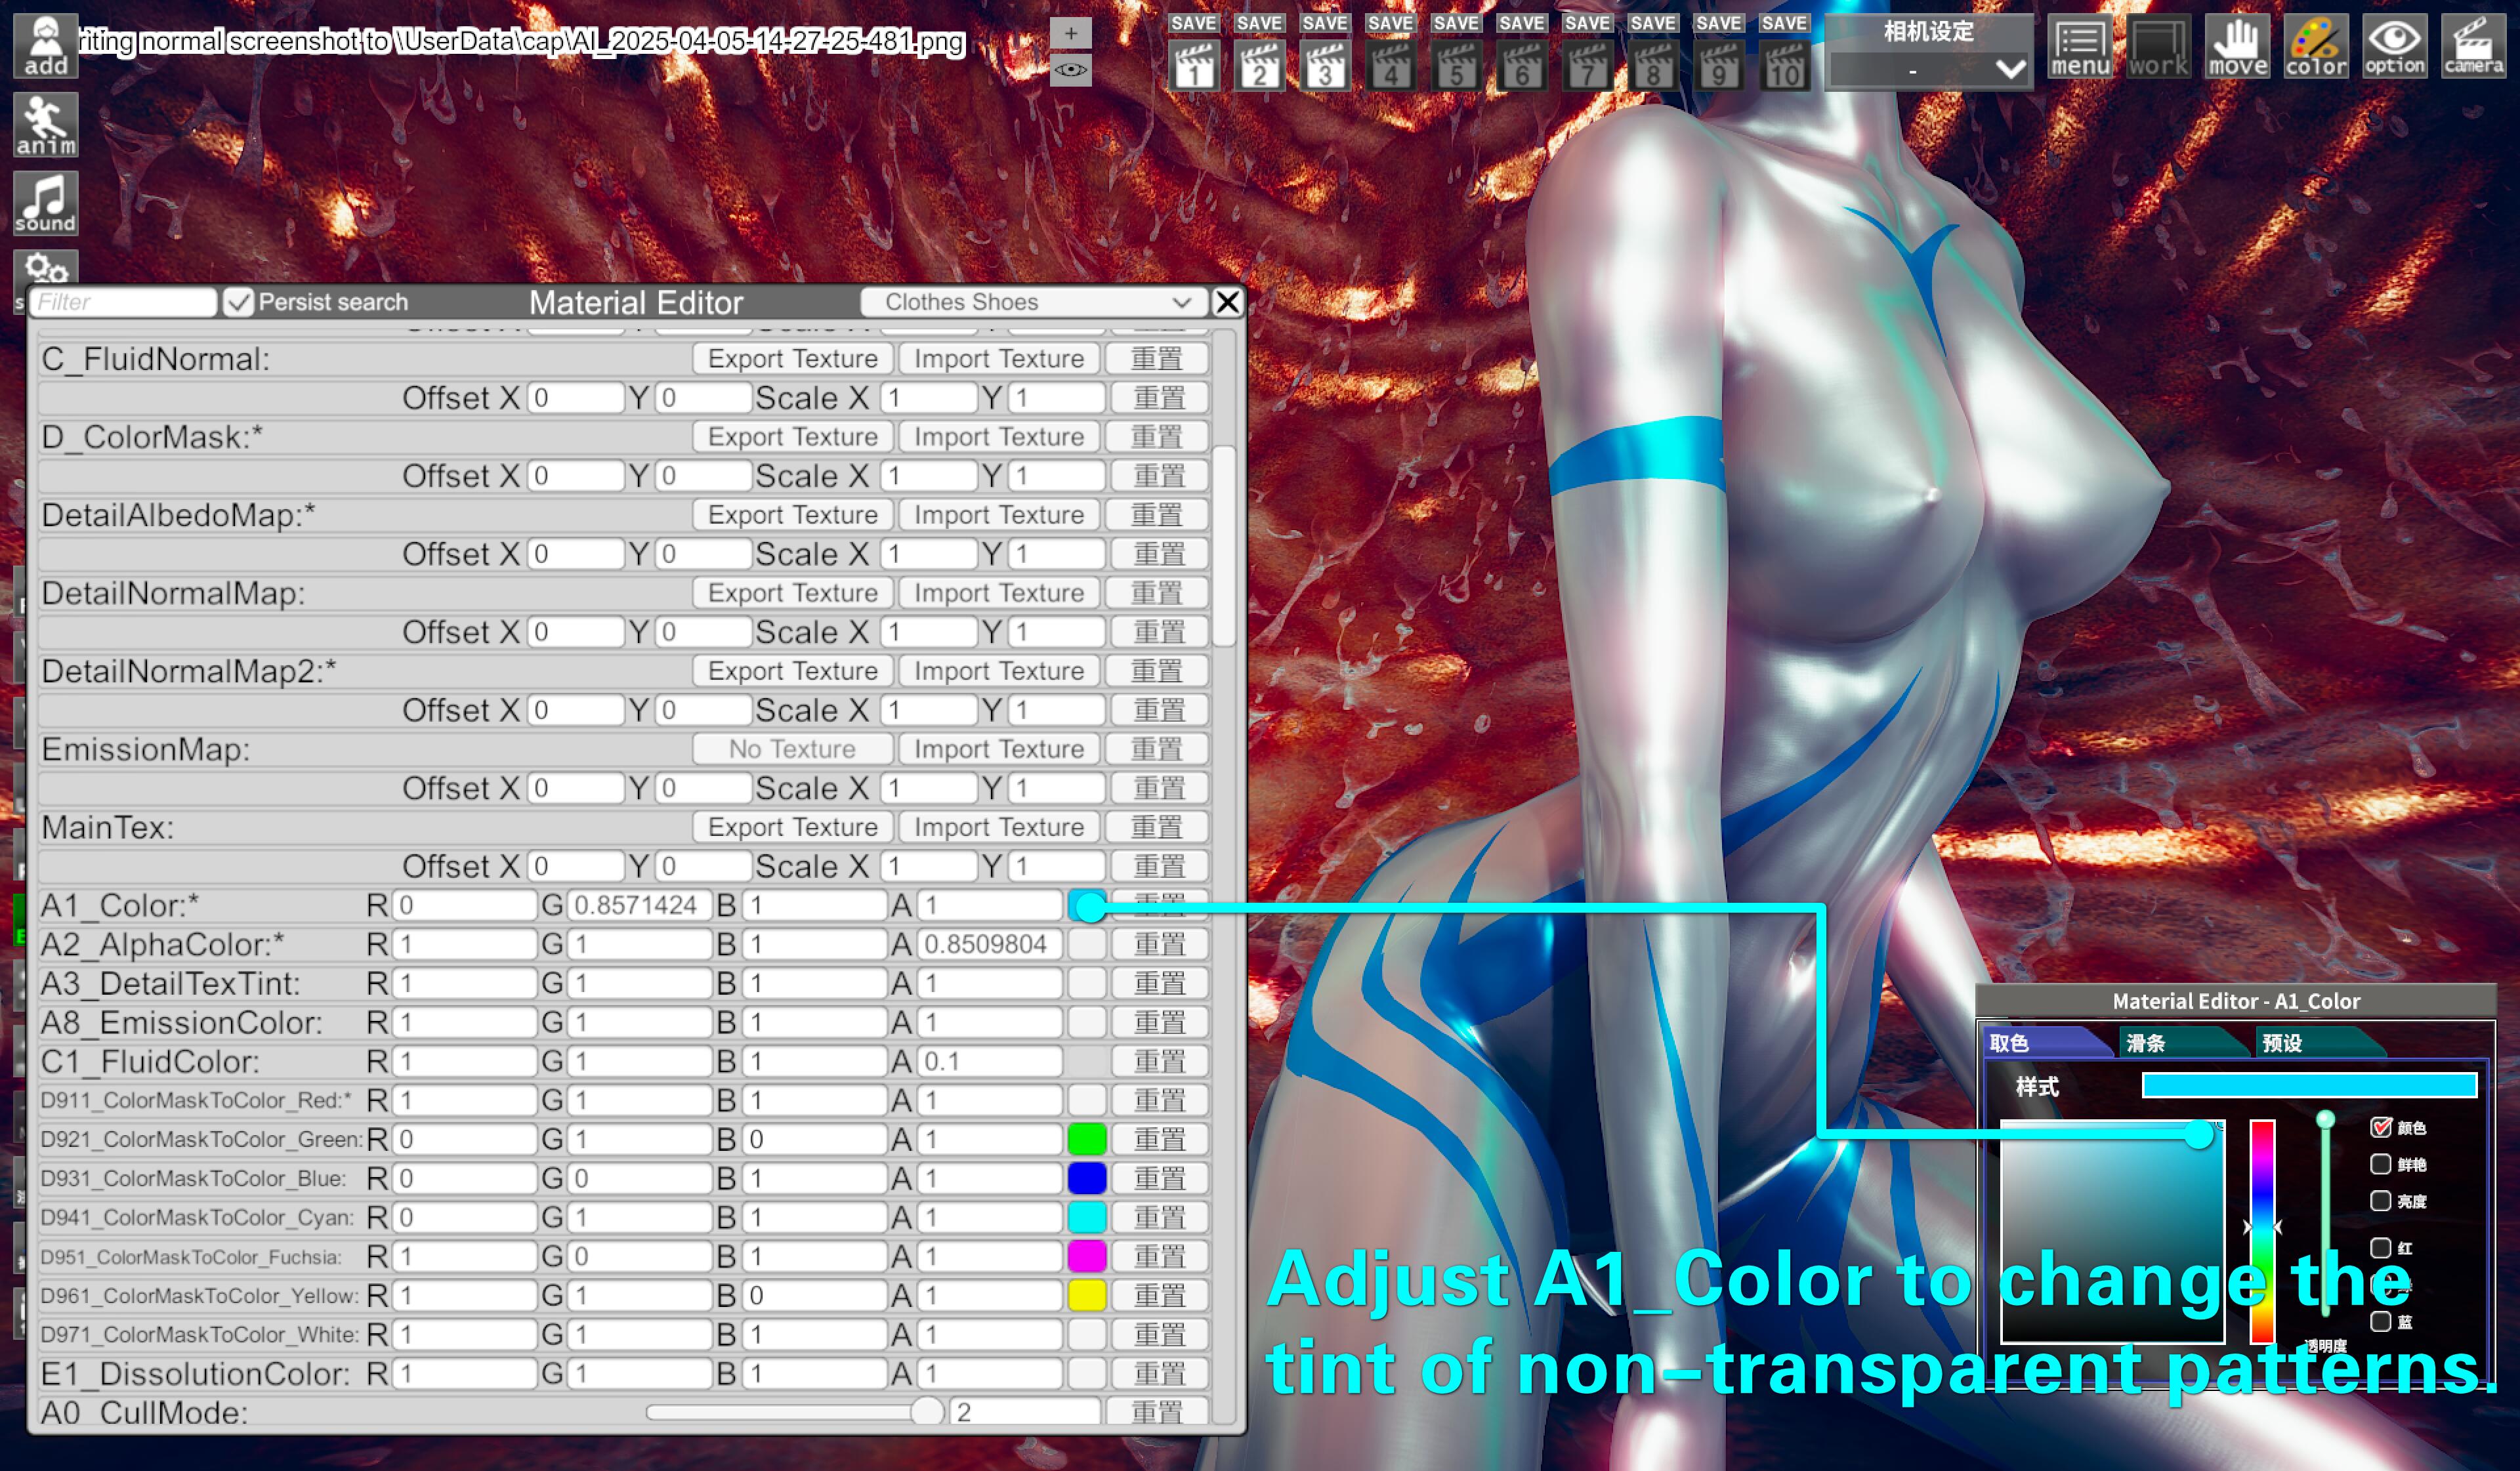 add
riting normal screenshot to \UserData\cap\AI_2025-04-05-14-27-25-481.png
+
SAVE SAVE SAVE SAVE SAVE SAVE SAVE SAVE SAVE SAVE
1 2 3 4 5 6 7 8 9 10
相机设定
-
menu work move color option camera
anim
sound
Filter Persist search Material Editor Clothes Shoes
C_FluidNormal: Export Texture Import Texture 重置
Offset X 0 Y 0 Scale X 1 Y 1 重置
D_ColorMask:* Export Texture Import Texture 重置
Offset X 0 Y 0 Scale X 1 Y 1 重置
DetailAlbedoMap:* Export Texture Import Texture 重置
Offset X 0 Y 0 Scale X 1 Y 1 重置
DetailNormalMap: Export Texture Import Texture 重置
Offset X 0 Y 0 Scale X 1 Y 1 重置
DetailNormalMap2:* Export Texture Import Texture 重置
Offset X 0 Y 0 Scale X 1 Y 1 重置
EmissionMap: No Texture Import Texture 重置
Offset X 0 Y 0 Scale X 1 Y 1 重置
MainTex: Export Texture Import Texture 重置
Offset X 0 Y 0 Scale X 1 Y 1 重置
A1_Color:* R 0 G 0.8571424 B 1 A 1 重置
A2_AlphaColor:* R 1 G 1 B 1 A 0.8509804 重置
A3_DetailTexTint: R 1 G 1 B 1 A 1 重置
A8_EmissionColor: R 1 G 1 B 1 A 1 重置
C1_FluidColor: R 1 G 1 B 1 A 0.1 重置
D911_ColorMaskToColor_Red:* R 1 G 1 B 1 A 1 重置
D921_ColorMaskToColor_Green: R 0 G 1 B 0 A 1 重置
D931_ColorMaskToColor_Blue: R 0 G 0 B 1 A 1 重置
D941_ColorMaskToColor_Cyan: R 0 G 1 B 1 A 1 重置
D951_ColorMaskToColor_Fuchsia: R 1 G 0 B 1 A 1 重置
D961_ColorMaskToColor_Yellow: R 1 G 1 B 0 A 1 重置
D971_ColorMaskToColor_White: R 1 G 1 B 1 A 1 重置
E1_DissolutionColor: R 1 G 1 B 1 A 1 重置
A0_CullMode: 2 重置
Material Editor - A1_Color
取色 滑条 预设
样式
颜色
鲜艳
亮度
红
蓝
透明度
Adjust A1_Color to change the
tint of non-transparent patterns.